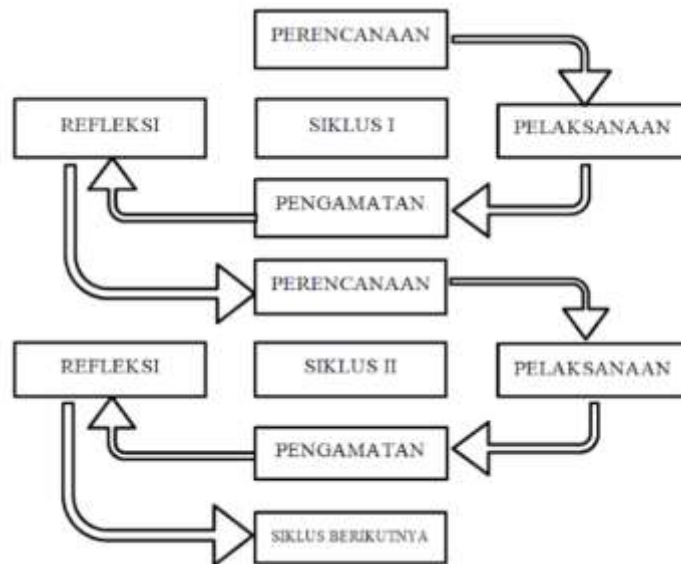 PERENCANAAN
REFLEKSI
SIKLUS I
PELAKSANAAN
PENGAMATAN
PERENCANAAN
REFLEKSI
SIKLUS II
PELAKSANAAN
PENGAMATAN
SIKLUS BERIKUTNYA